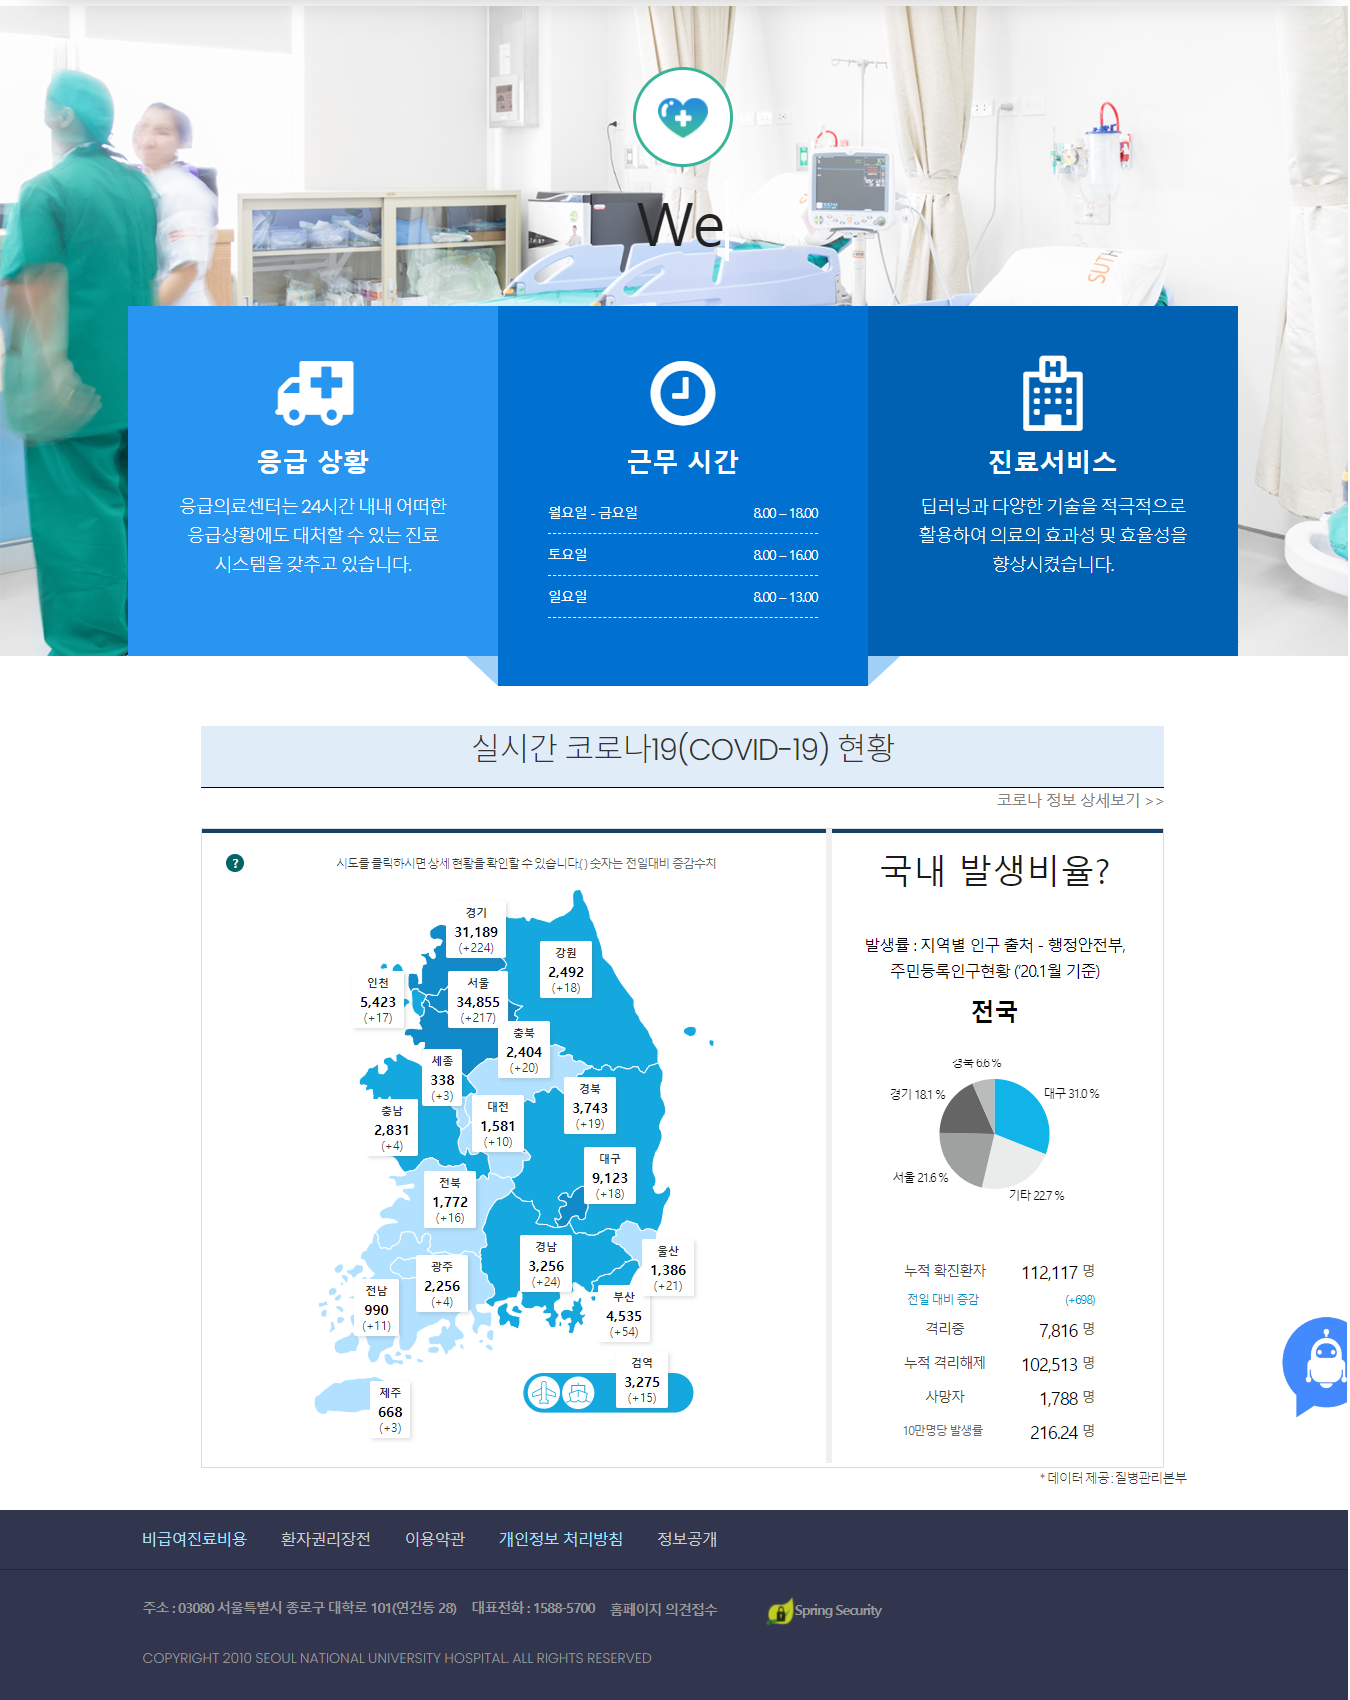 We
SUTH
응급 상황
응급의료센터는 24시간 내내 어떠한
응급상황에도 대처할 수 있는 진료
시스템을 갖추고 있습니다.
근무 시간
월요일 - 금요일 8.00 – 18.00
토요일 8.00 – 16.00
일요일 8.00 – 13.00
H
진료서비스
딥러닝과 다양한 기술을 적극적으로
활용하여 의료의 효과성 및 효율성을
향상시켰습니다.
실시간 코로나19(COVID-19) 현황
코로나 정보 상세보기 >>
?
시도를 클릭하시면 상세 현황을 확인할 수 있습니다.( ) 숫자는 전일대비 증감수치
경기
31,189
(+224)
강원
2,492
(+18)
인천
5,423
(+17)
서울
34,855
(+217)
충북
2,404
(+20)
세종
338
(+3)
경북
3,743
(+19)
충남
2,831
(+4)
대전
1,581
(+10)
대구
9,123
(+18)
전북
1,772
(+16)
경남
3,256
(+24)
울산
1,386
(+21)
광주
2,256
(+4)
전남
990
(+11)
부산
4,535
(+54)
검역
3,275
(+15)
제주
668
(+3)
국내 발생비율?
발생률 : 지역별 인구 출처 - 행정안전부,
주민등록인구현황 ('20.1월 기준)
전국
경북 6.6 %
경기 18.1 %
대구 31.0 %
서울 21.6 %
기타 22.7 %
누적 확진환자 112,117 명
전일 대비 증감 (+698)
격리중 7,816 명
누적 격리해제 102,513 명
사망자 1,788 명
10만명당 발생률 216.24 명
* 데이터 제공 : 질병관리본부
비급여진료비용 환자권리장전 이용약관 개인정보 처리방침 정보공개
주소 : 03080 서울특별시 종로구 대학로 101(연건동 28) 대표전화 : 1588-5700 홈페이지 의견접수 Spring Security
COPYRIGHT 2010 SEOUL NATIONAL UNIVERSITY HOSPITAL. ALL RIGHTS RESERVED